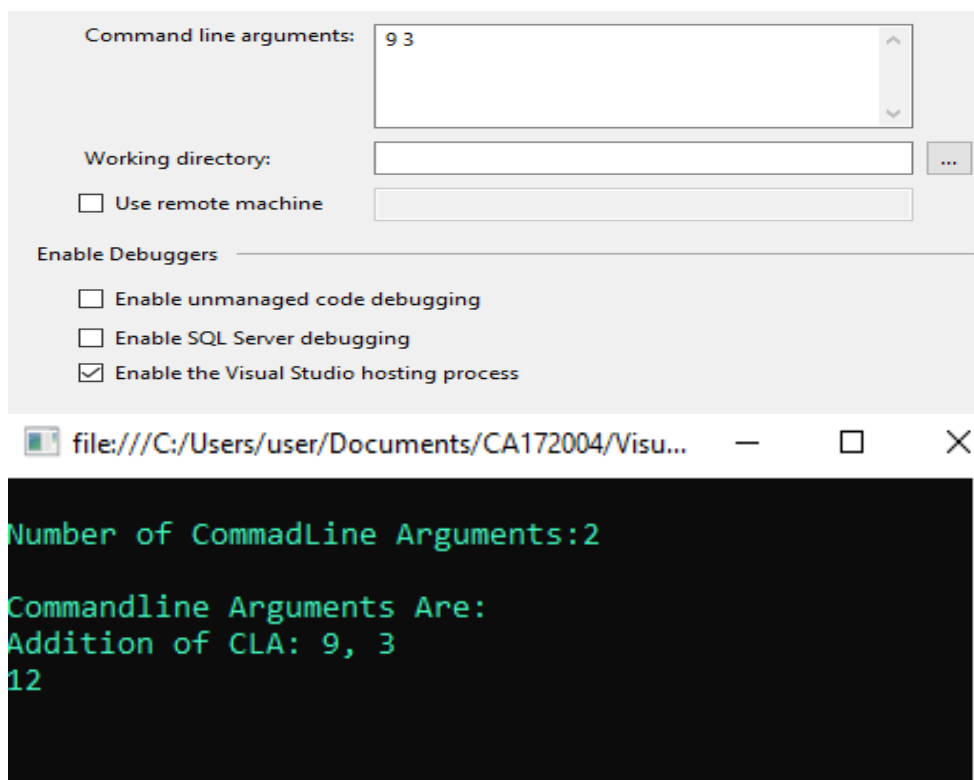 Command line arguments: 9 3
Working directory: ...
Use remote machine
Enable Debuggers
Enable unmanaged code debugging
Enable SQL Server debugging
Enable the Visual Studio hosting process
file:///C:/Users/user/Documents/CA172004/Visu...
Number of CommadLine Arguments:2
Commandline Arguments Are:
Addition of CLA: 9, 3
12